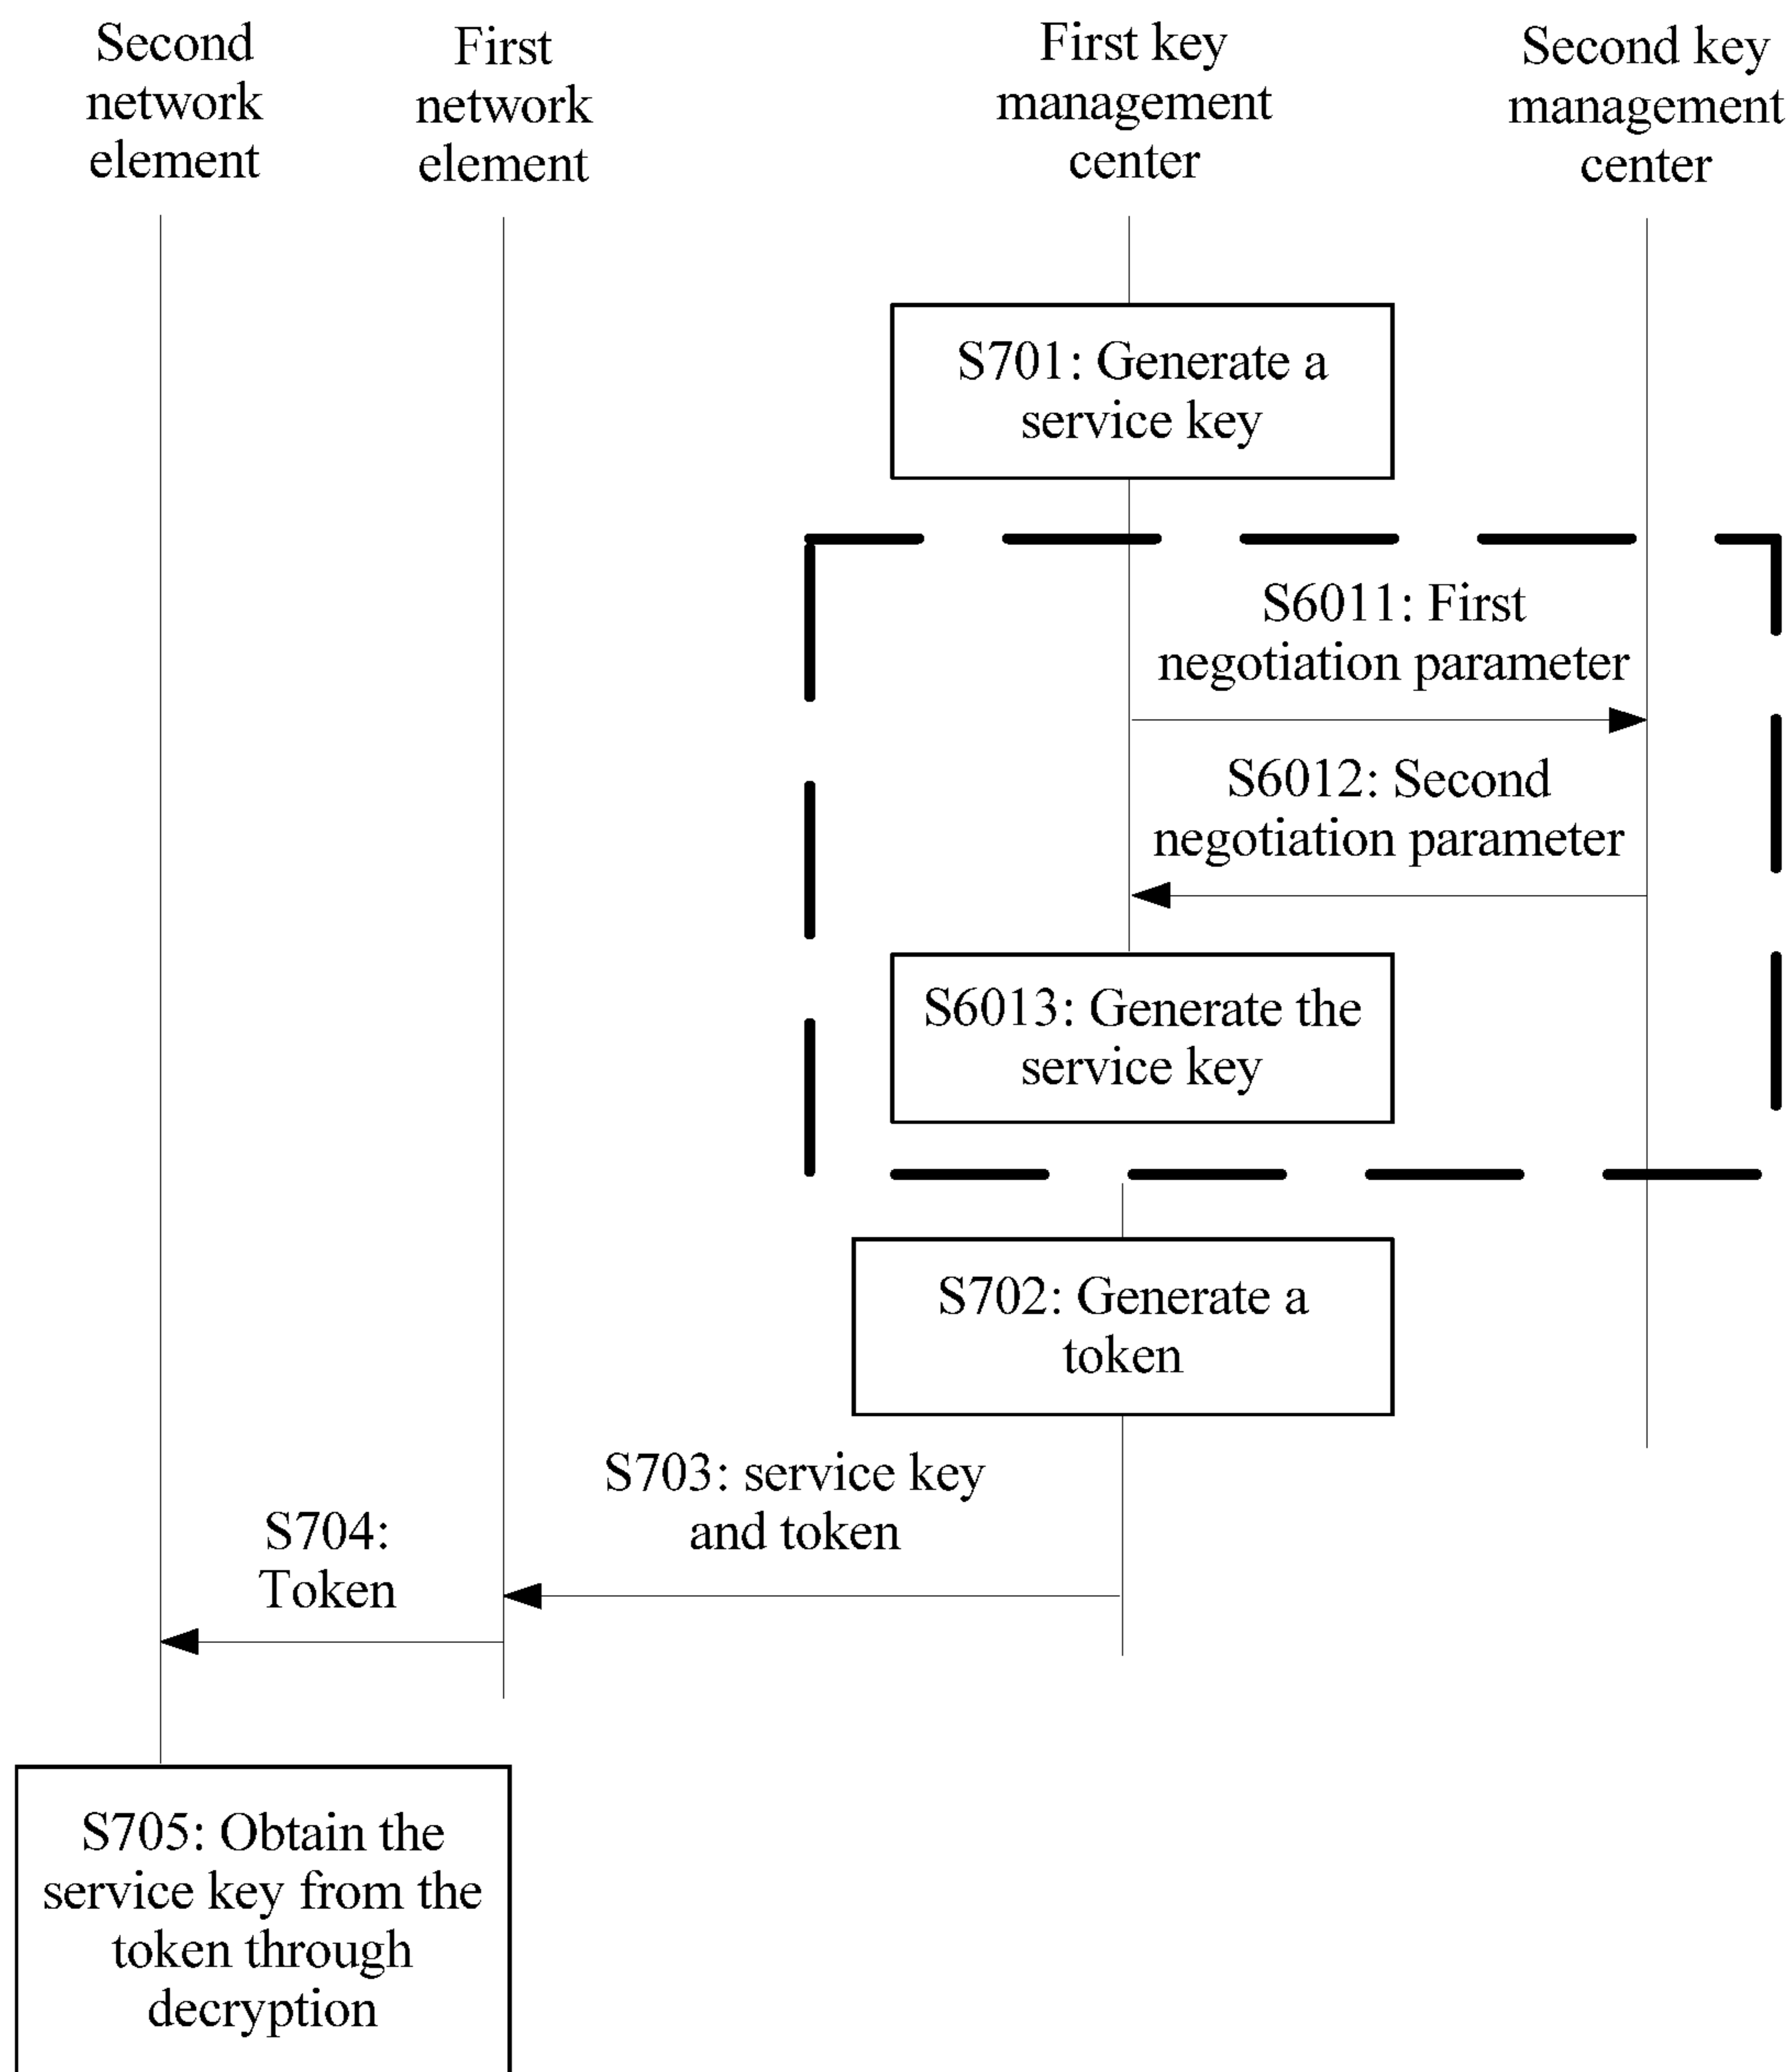 Second
network
element
First
network
element
First key
management
center
Second key
management
center
S701: Generate a
service key
S6011: First
negotiation parameter
S6012: Second
negotiation parameter
S6013: Generate the
service key
S702: Generate a
token
S703: service key
and token
S704:
Token
S705: Obtain the
service key from the
token through
decryption